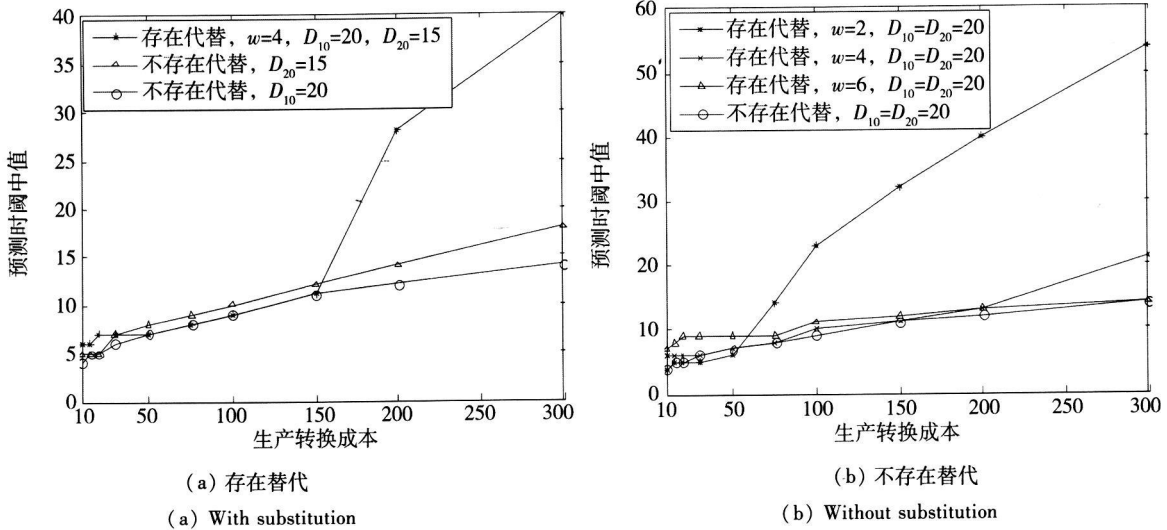 40
35
30
25
20
15
10
5
0
预测时阈中值
存在代替, w=4, D10=20, D20=15
不存在代替, D20=15
不存在代替, D10=20
10 50 100 150 200 300
生产转换成本
(a) 存在替代
(a) With substitution
60
50
40
30
20
10
0
预测时阈中值
存在代替, w=2, D10=D20=20
存在代替, w=4, D10=D20=20
存在代替, w=6, D10=D20=20
不存在代替, D10=D20=20
10 50 100 150 200 300
生产转换成本
(b) 不存在替代
(b) Without substitution